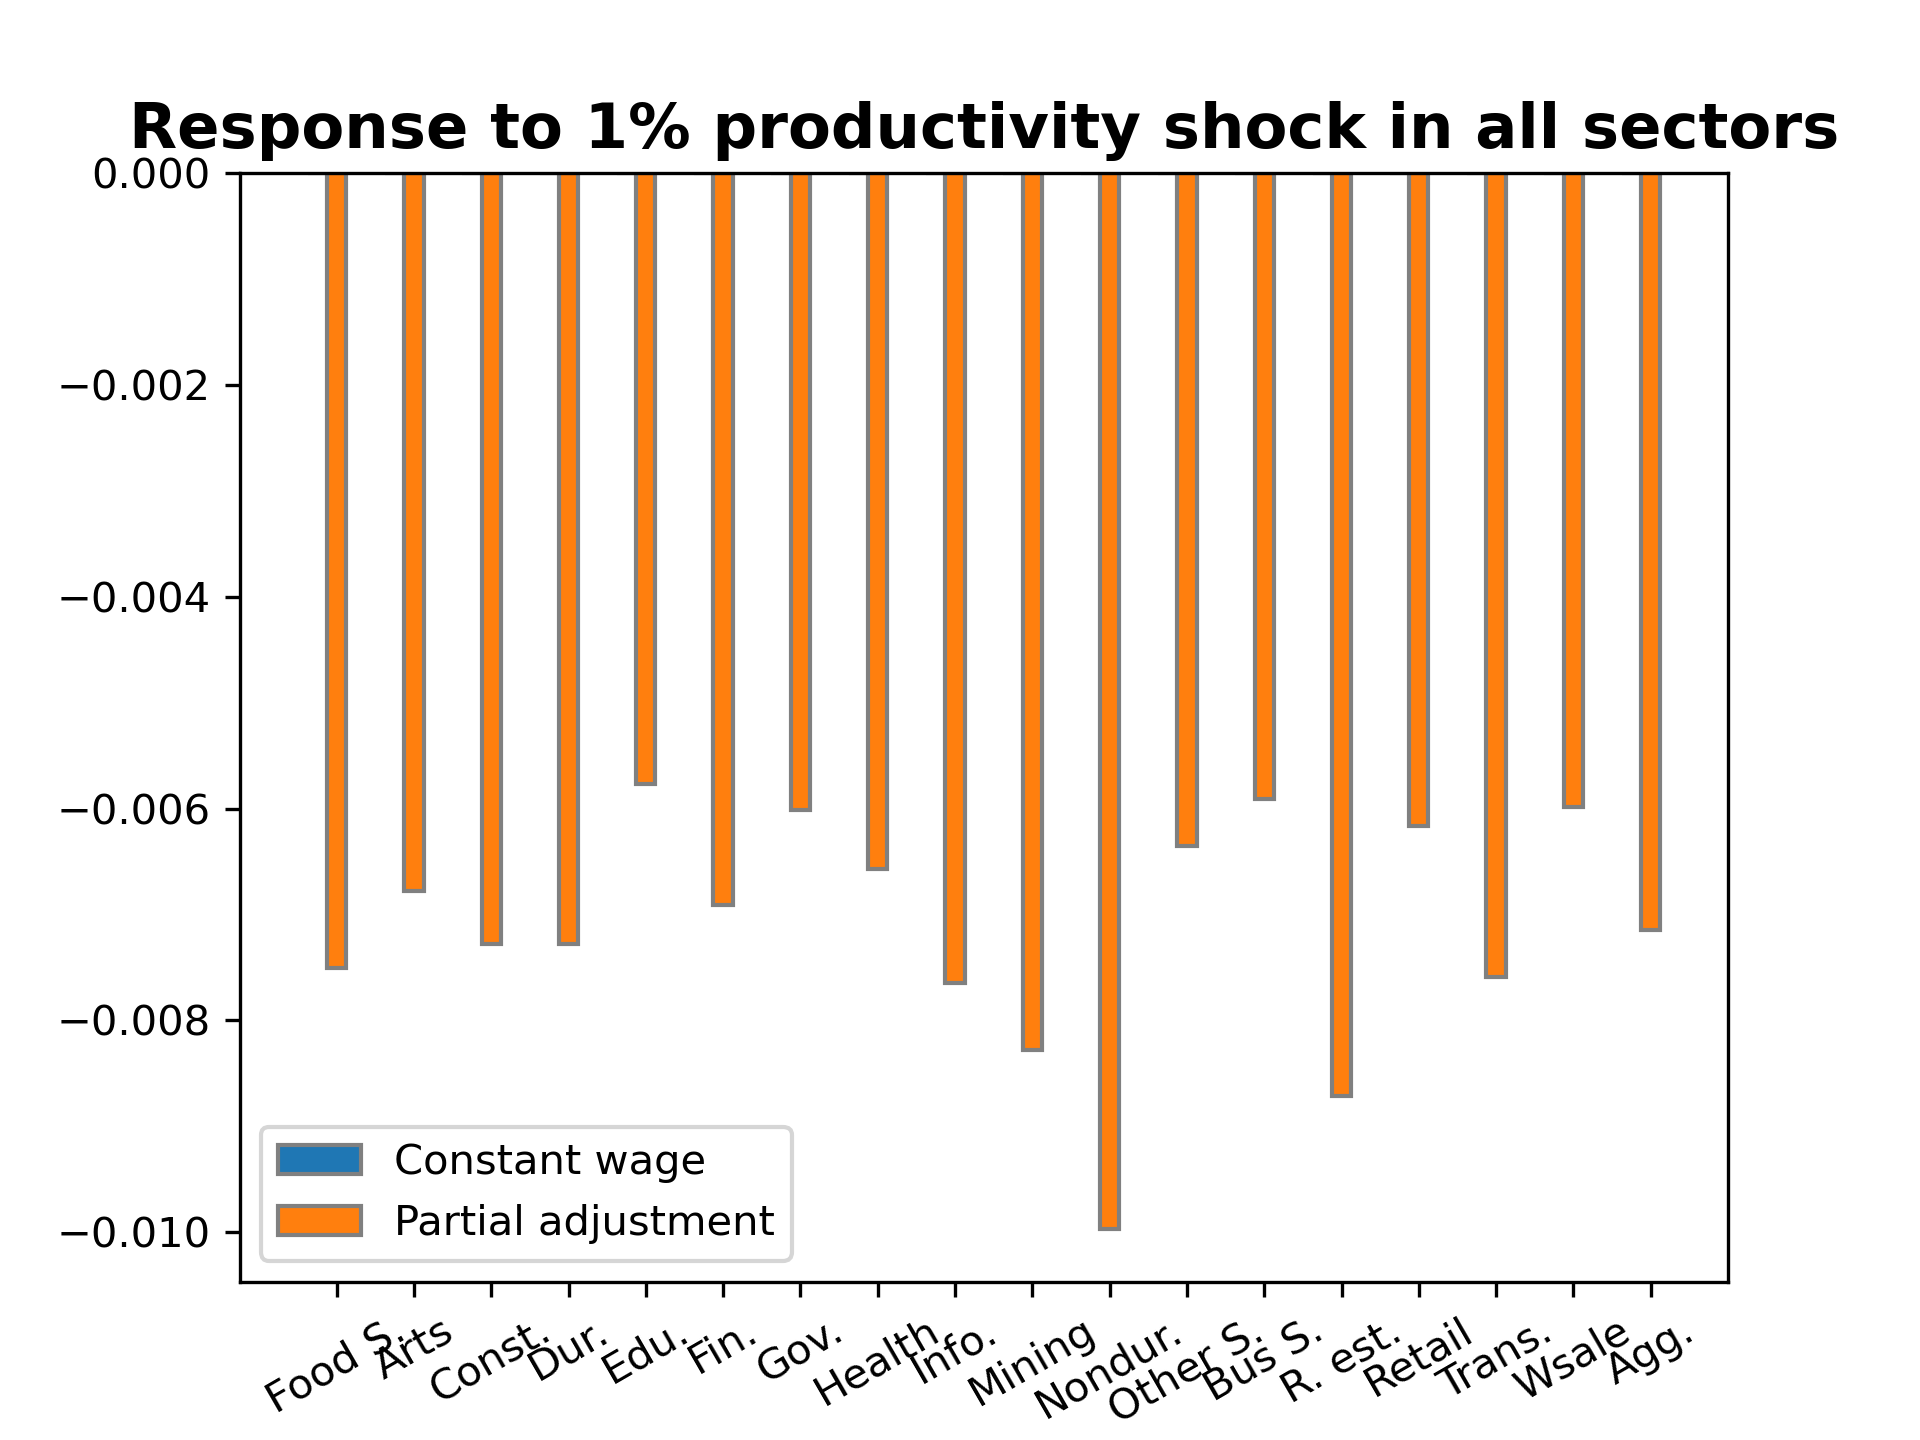 Response to 1% productivity shock in all sectors
0.000
−0.002
−0.004
−0.006
−0.008
−0.010
Constant wage
Partial adjustment
Food S.
Arts
Const.
Dur.
Edu.
Fin.
Gov.
Health
Info.
Mining
Nondur.
Other S.
Bus S.
R. est.
Retail
Trans.
Wsale
Agg.